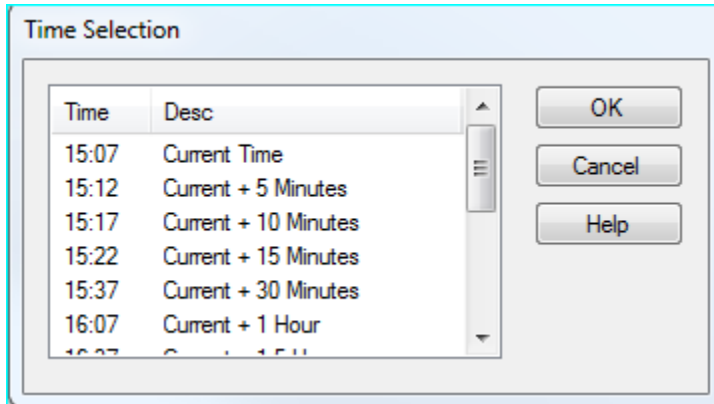 Time Selection
Time Desc
15:07 Current Time
15:12 Current + 5 Minutes
15:17 Current + 10 Minutes
15:22 Current + 15 Minutes
15:37 Current + 30 Minutes
16:07 Current + 1 Hour
OK
Cancel
Help